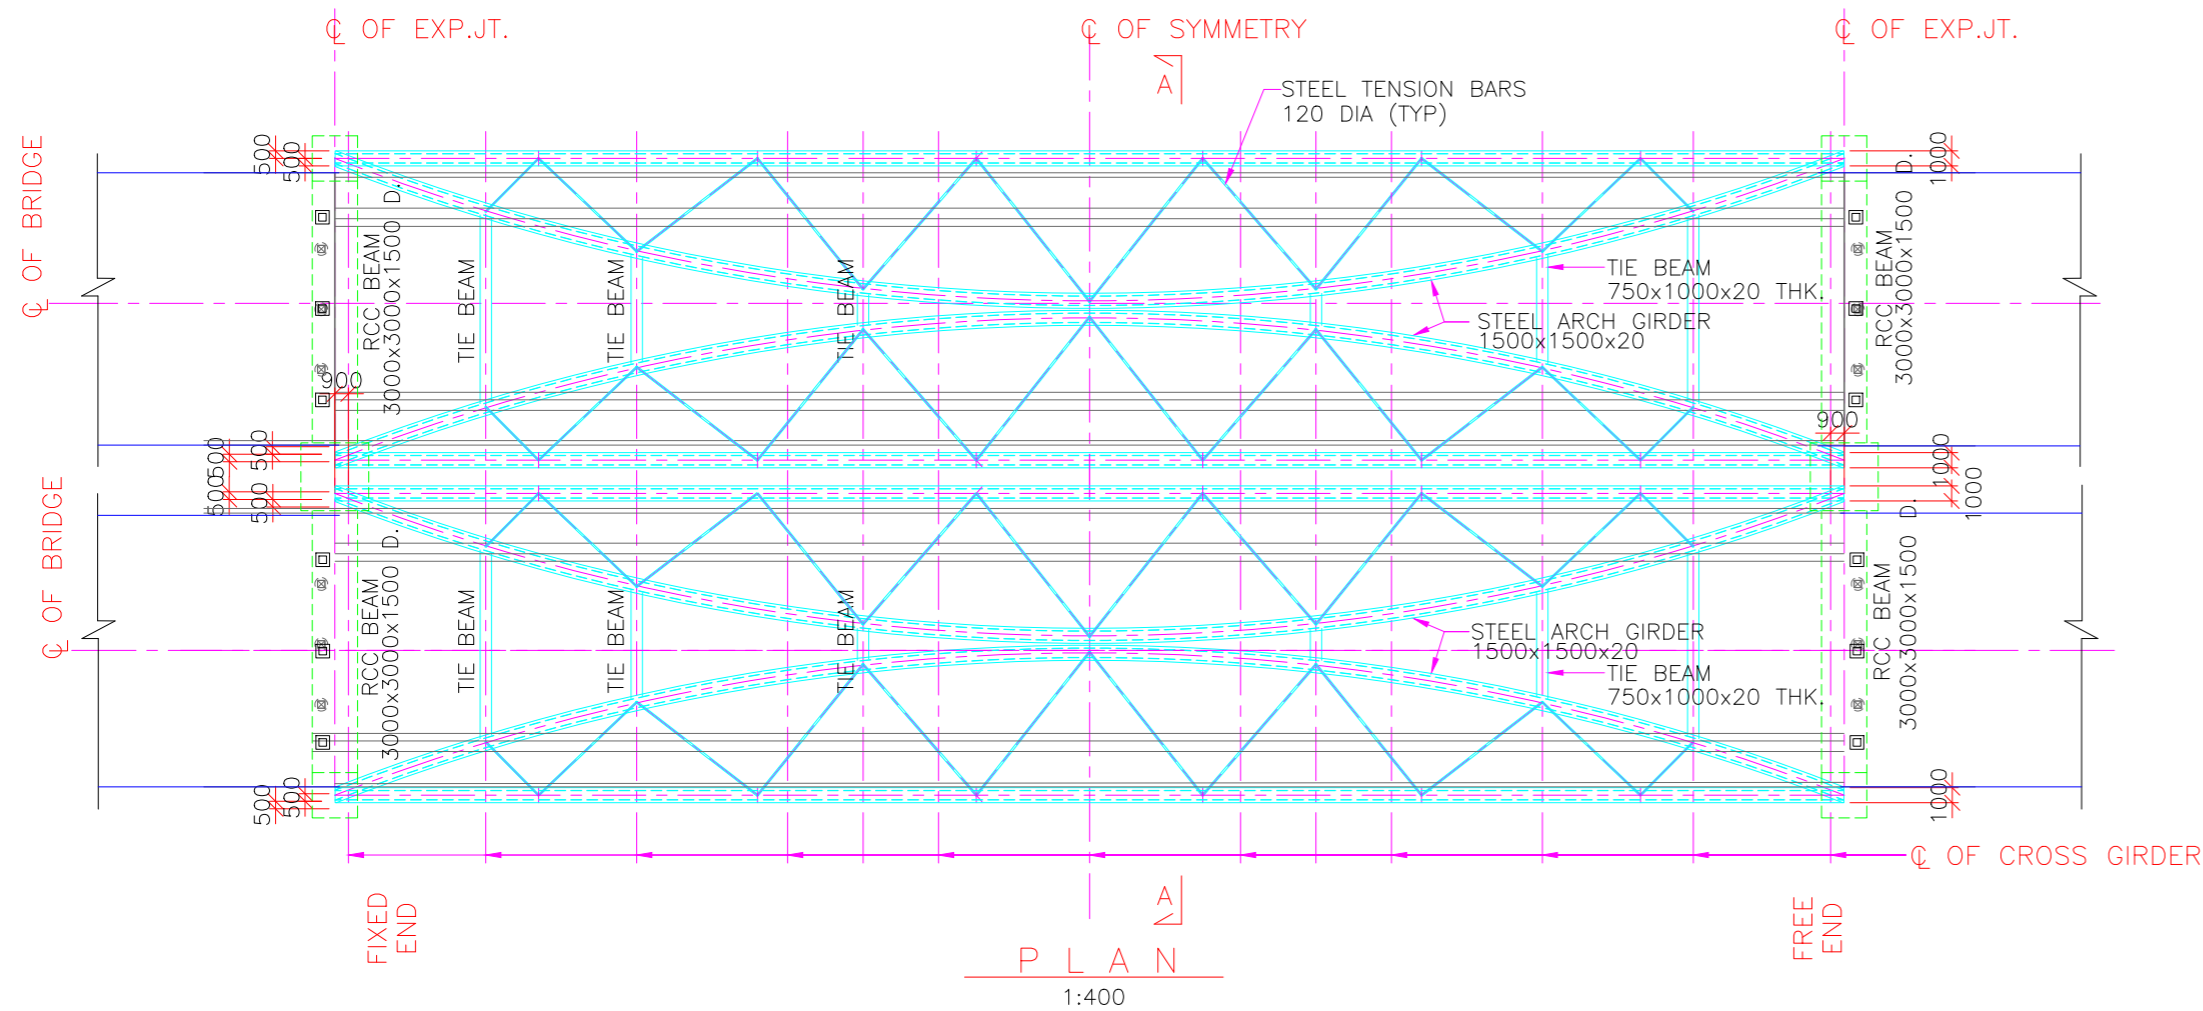 ℄ OF EXP.JT.
℄ OF SYMMETRY
℄ OF EXP.JT.
A
STEEL TENSION BARS
120 DIA (TYP)
℄ OF BRIDGE
500
500
1000
RCC BEAM
3000x3000x1500 D.
TIE BEAM
TIE BEAM
TIE BEAM
TIE BEAM
750x1000x20 THK.
STEEL ARCH GIRDER
1500x1500x20
RCC BEAM
3000x3000x1500 D.
900
900
500
500
500
500
1000
1000
℄ OF BRIDGE
RCC BEAM
3000x3000x1500 D.
TIE BEAM
TIE BEAM
TIE BEAM
STEEL ARCH GIRDER
1500x1500x20
TIE BEAM
750x1000x20 THK.
RCC BEAM
3000x3000x1500 D.
500
500
1000
℄ OF CROSS GIRDER
FIXED
END
A
FREE
END
PLAN
1:400